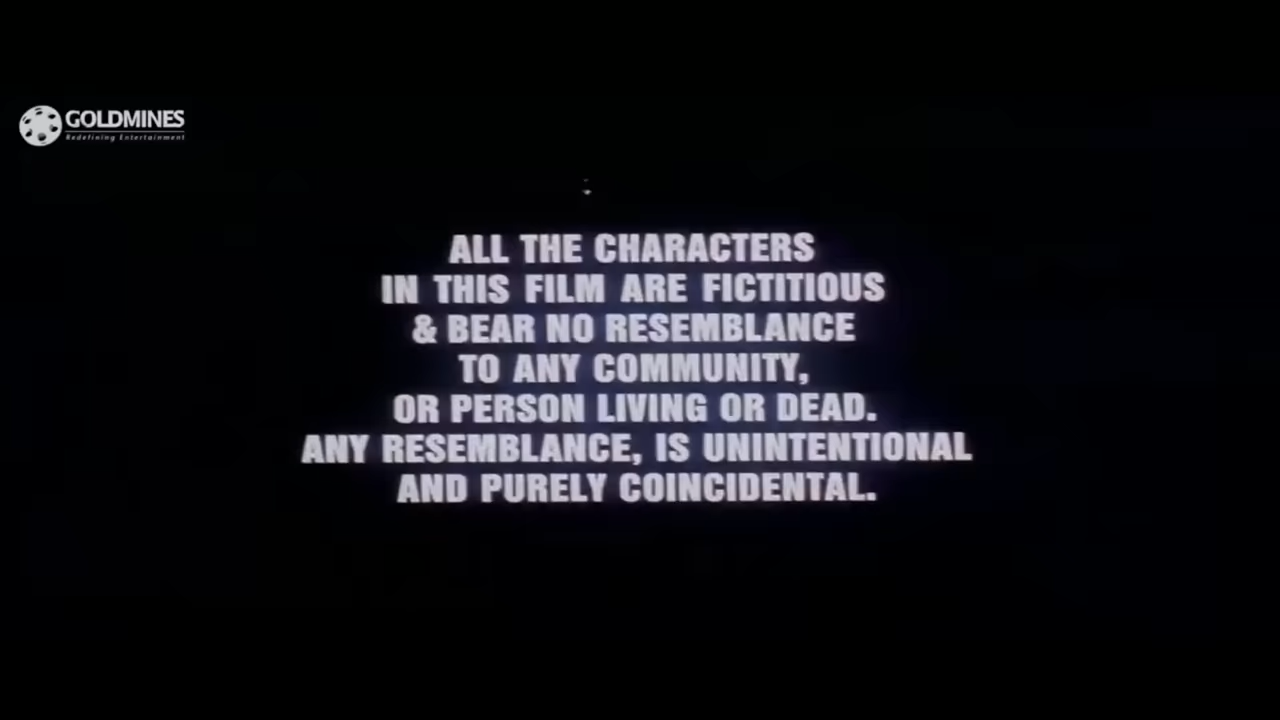 GOLDMINES
Redefining Entertainment
ALL THE CHARACTERS
IN THIS FILM ARE FICTITIOUS
& BEAR NO RESEMBLANCE
TO ANY COMMUNITY,
OR PERSON LIVING OR DEAD.
ANY RESEMBLANCE, IS UNINTENTIONAL
AND PURELY COINCIDENTAL.